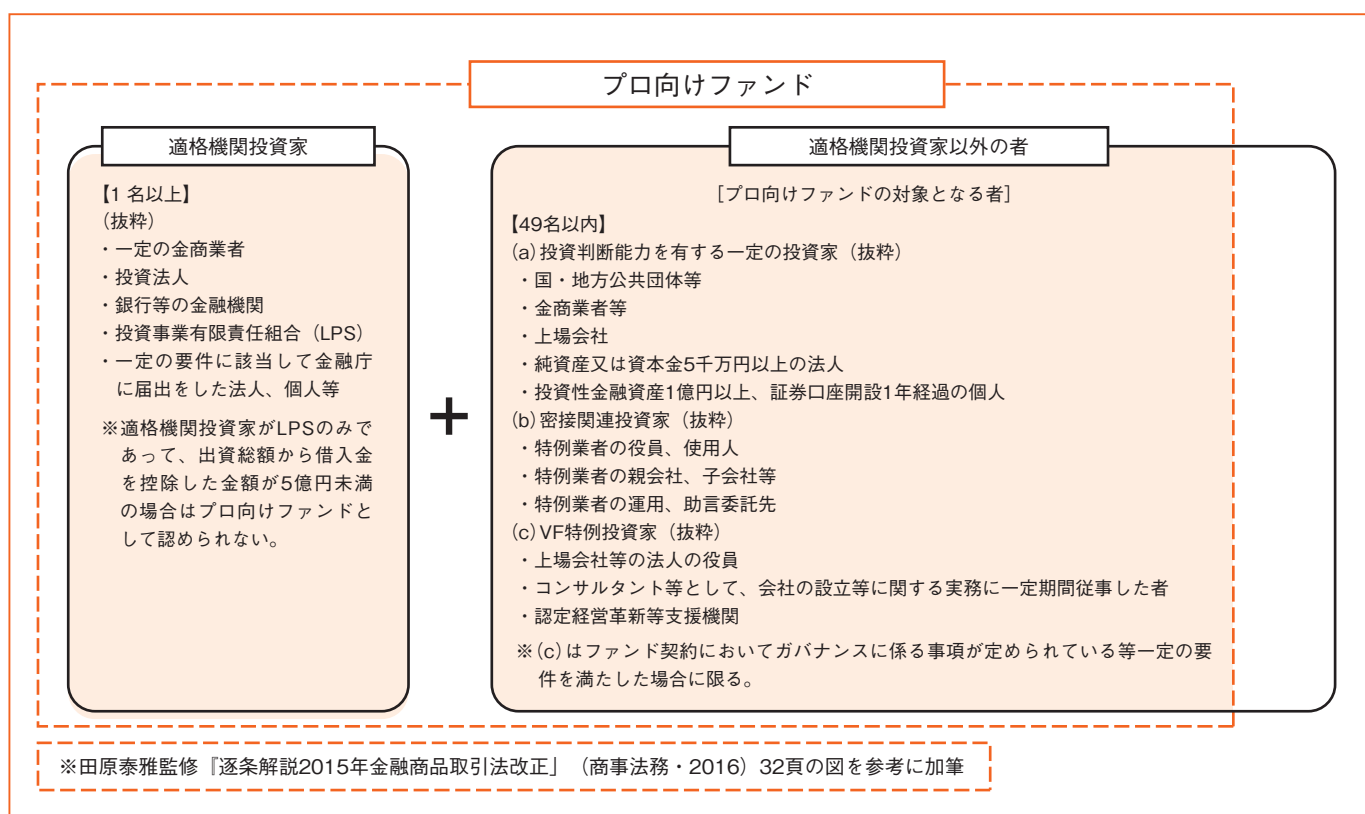 プロ向けファンド
適格機関投資家
【1 名以上】
(抜粋)
・一定の金商業者
・投資法人
・銀行等の金融機関
・投資事業有限責任組合（LPS）
・一定の要件に該当して金融庁
に届出をした法人、個人等
※適格機関投資家がLPSのみで
あって、出資総額から借入金
を控除した金額が5億円未満
の場合はプロ向けファンドと
して認められない。
+
適格機関投資家以外の者
［プロ向けファンドの対象となる者］
【49名以内】
(a)投資判断能力を有する一定の投資家（抜粋）
・国・地方公共団体等
・金商業者等
・上場会社
・純資産又は資本金5千万円以上の法人
・投資性金融資産1億円以上、証券口座開設1年経過の個人
(b)密接関連投資家（抜粋）
・特例業者の役員、使用人
・特例業者の親会社、子会社等
・特例業者の運用、助言委託先
(c)VF特例投資家（抜粋）
・上場会社等の法人の役員
・コンサルタント等として、会社の設立等に関する実務に一定期間従事した者
・認定経営革新等支援機関
※(c)はファンド契約においてガバナンスに係る事項が定められている等一定の要
件を満たした場合に限る。
※田原泰雅監修『逐条解説2015年金融商品取引法改正」（商事法務・2016）32頁の図を参考に加筆